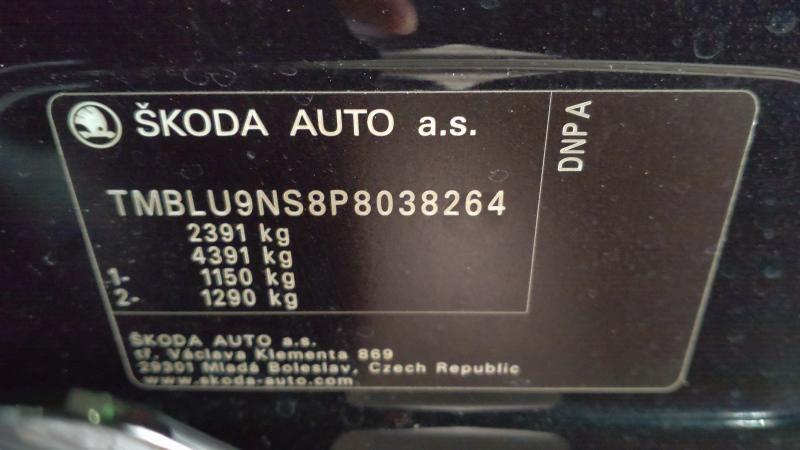 ŠKODA AUTO a.s.
DNPA
TMBLU9NS8P8038264
2391 kg
4391 kg
1- 1150 kg
2- 1290 kg
ŠKODA AUTO a.s.
tř. Václava Klementa 869
29301 Mladá Boleslav, Czech Republic
www.skoda-auto.com